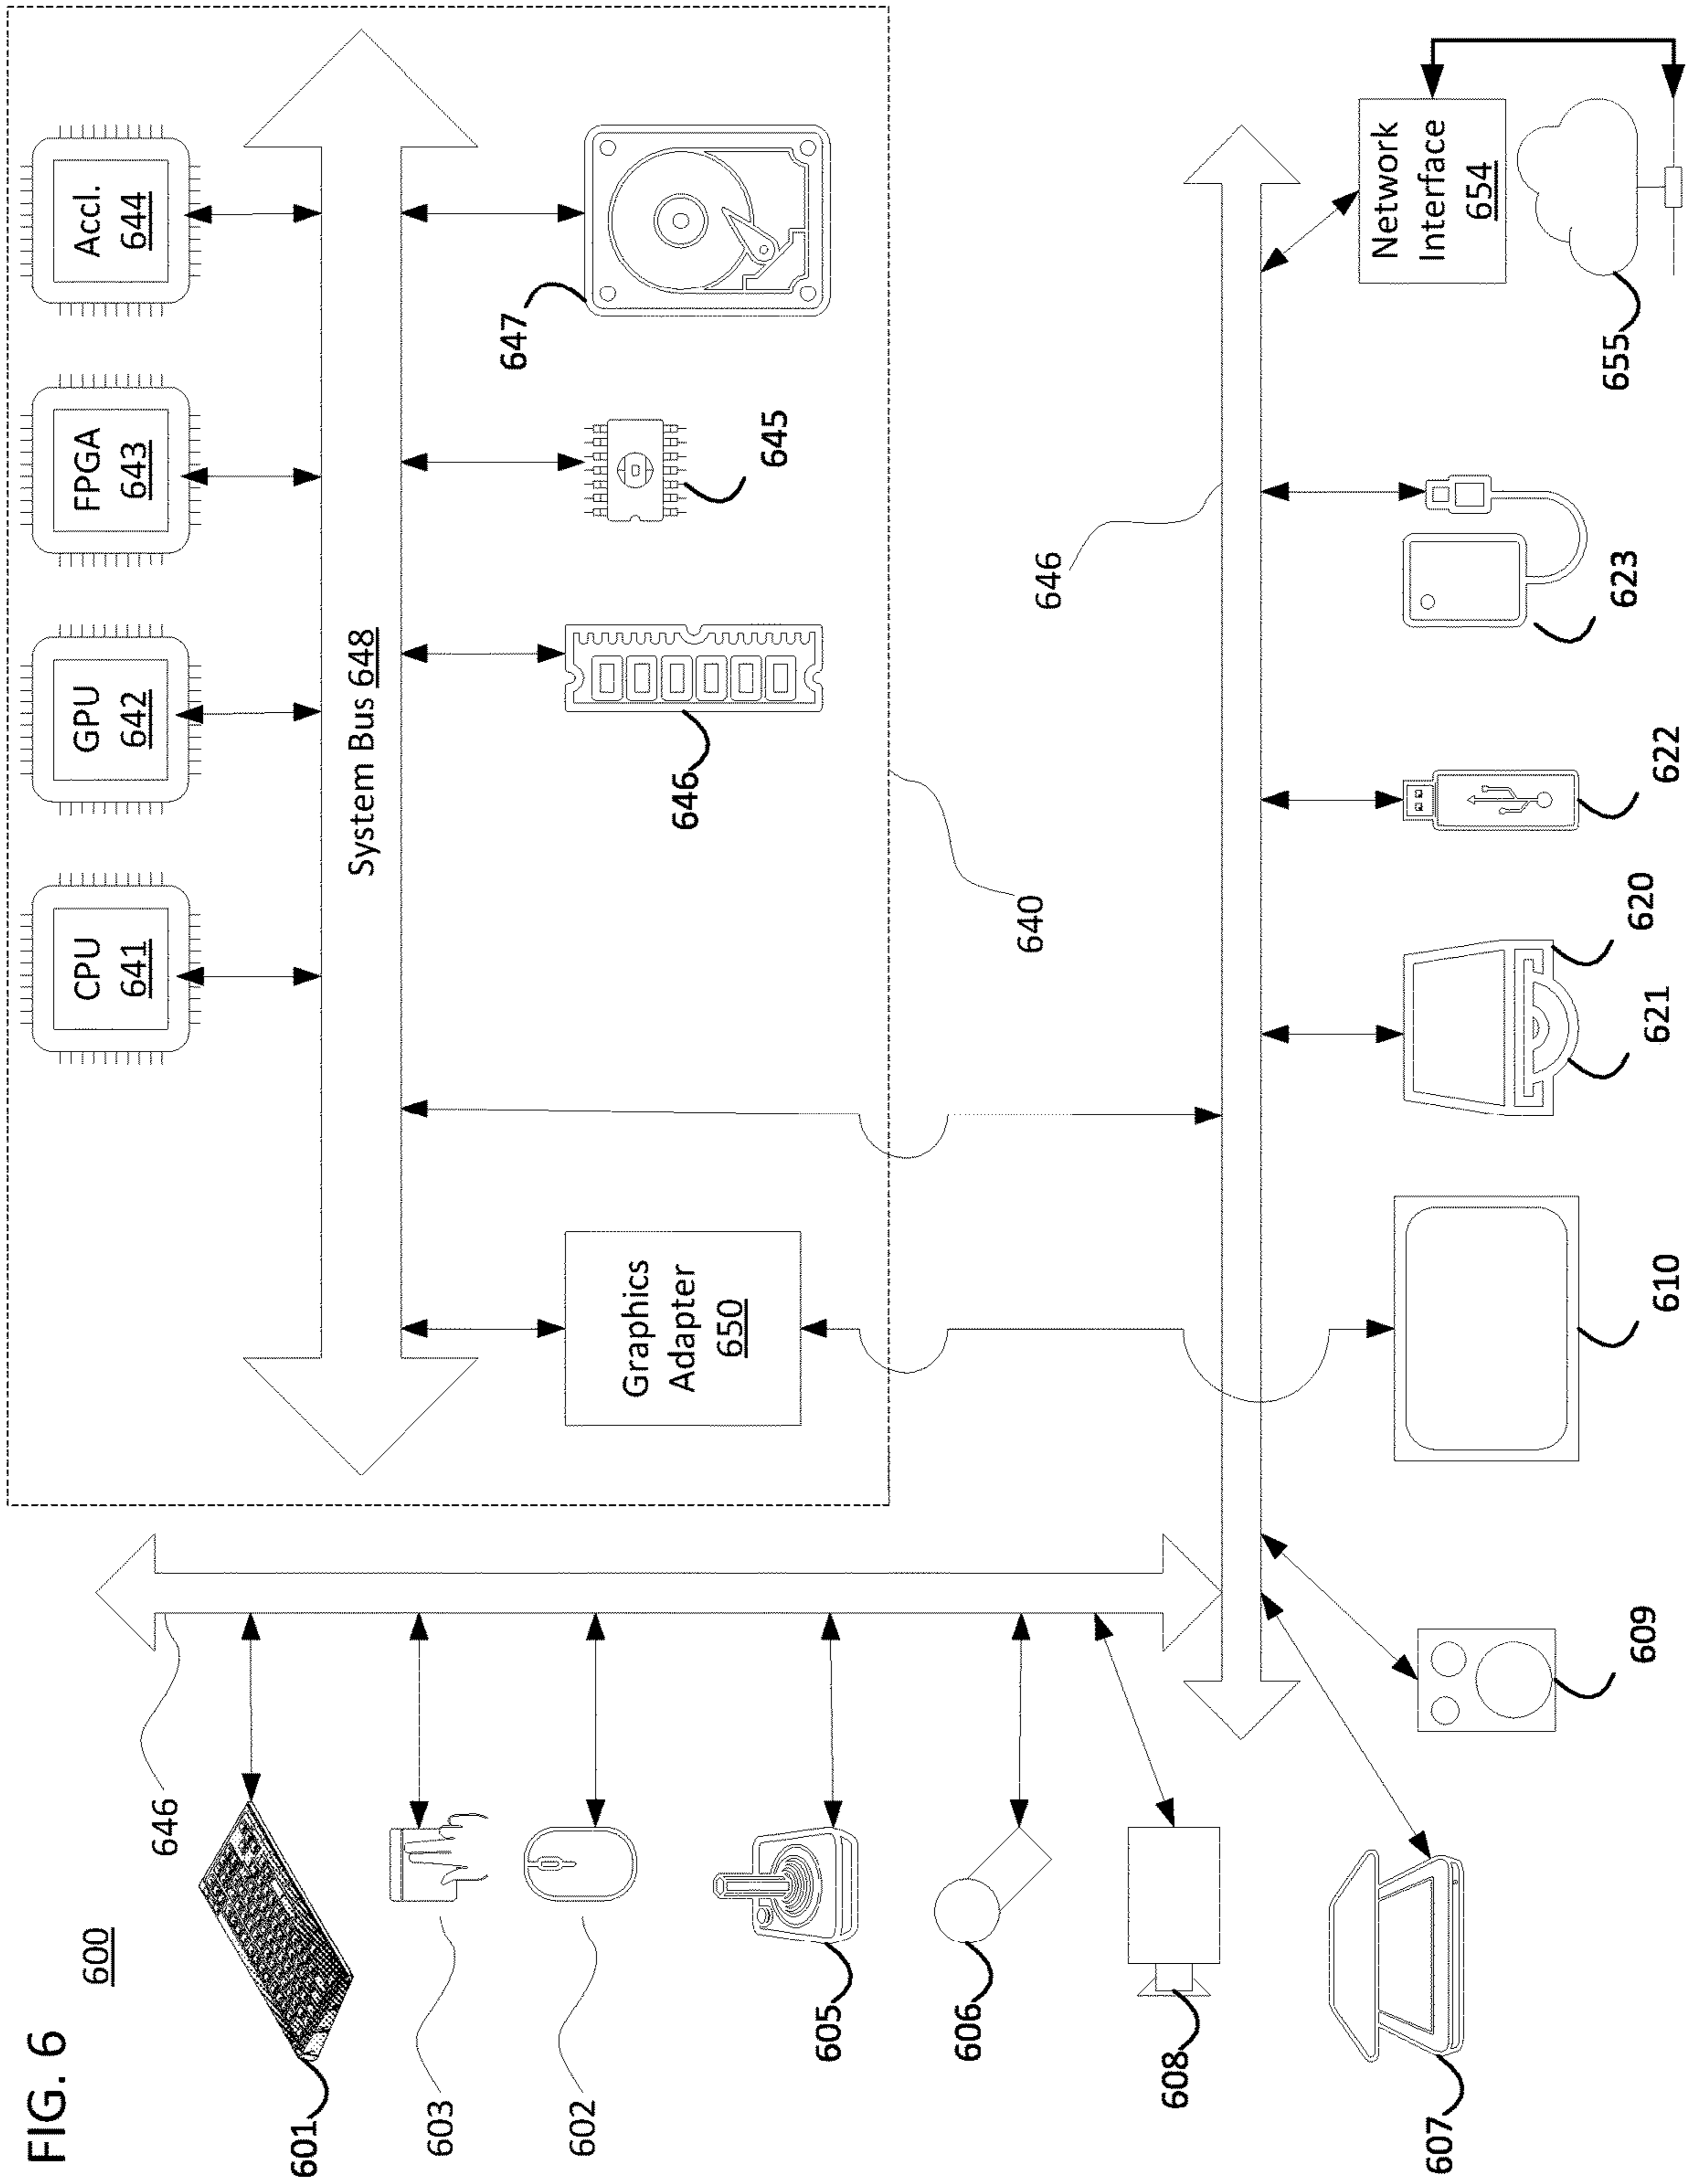 FIG. 6
600
601
603
602
605
606
608
607
646
609
CPU
641
GPU
642
FPGA
643
Accl.
644
System Bus 648
Graphics
Adapter
650
646
645
647
640
646
610
621
620
622
623
Network
Interface
654
655